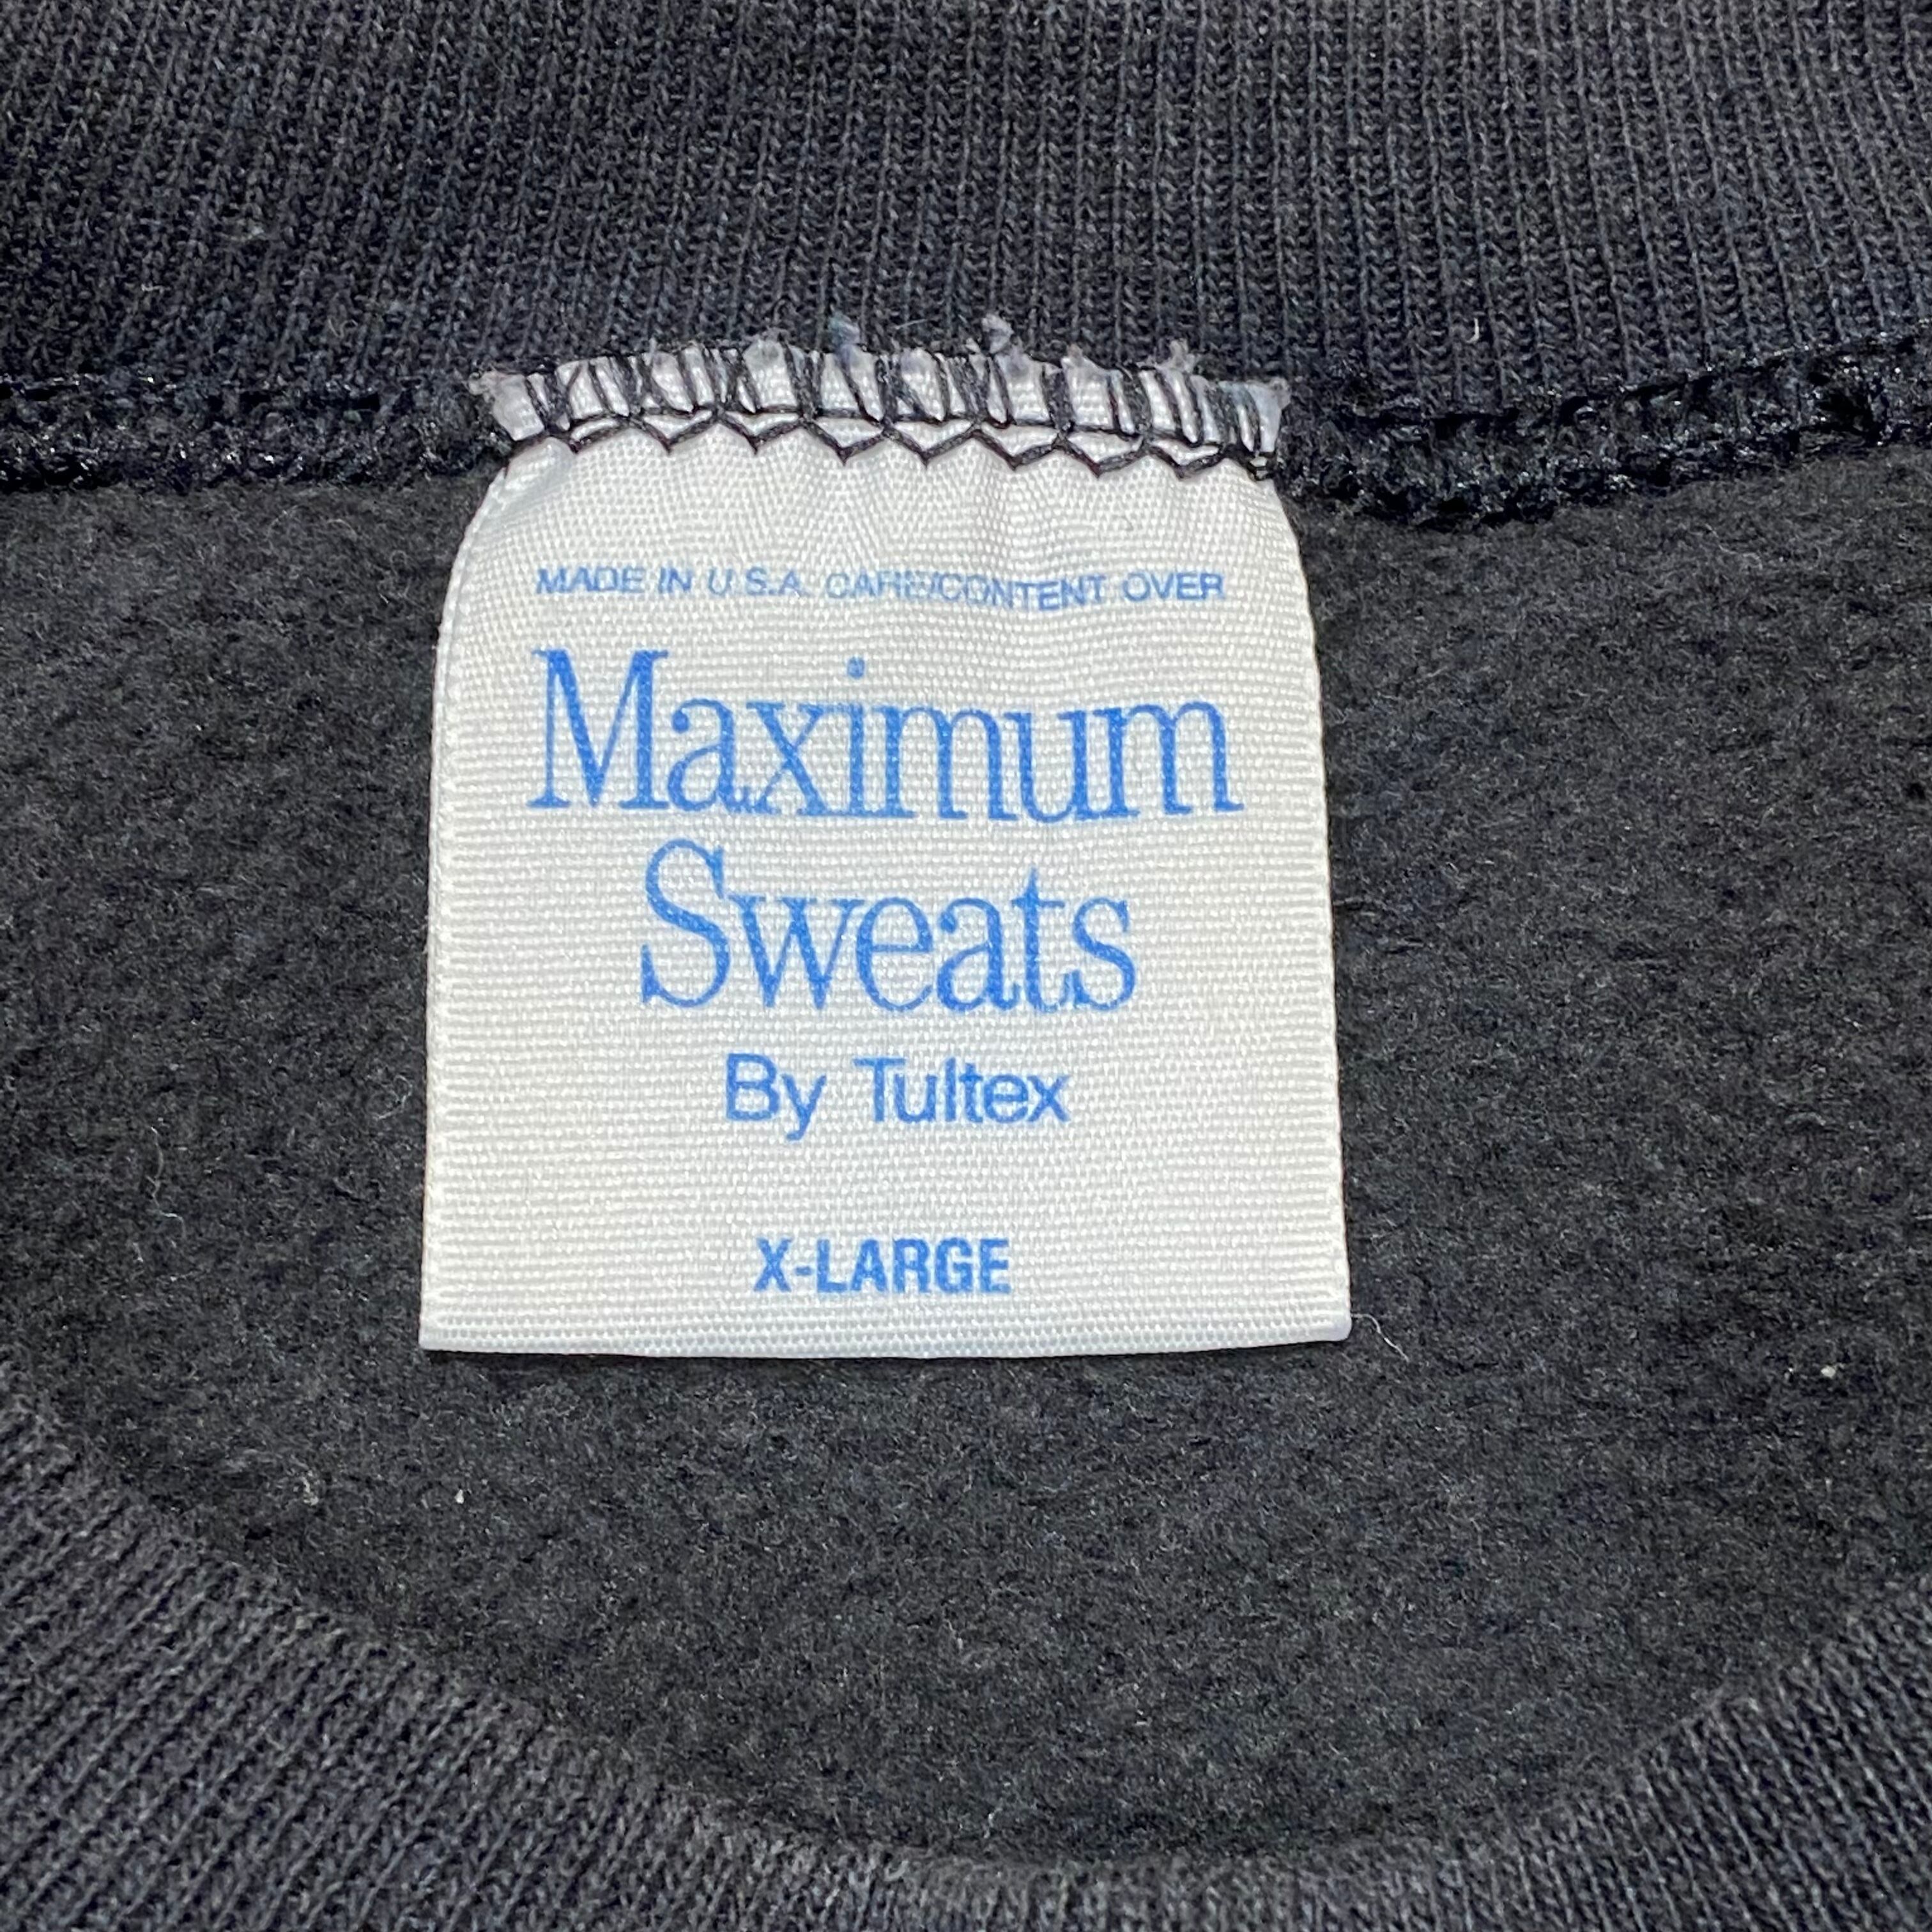 MADE IN U.S.A. CARE/CONTENT OVER
Maximum
Sweats
By Tultex
X-LARGE